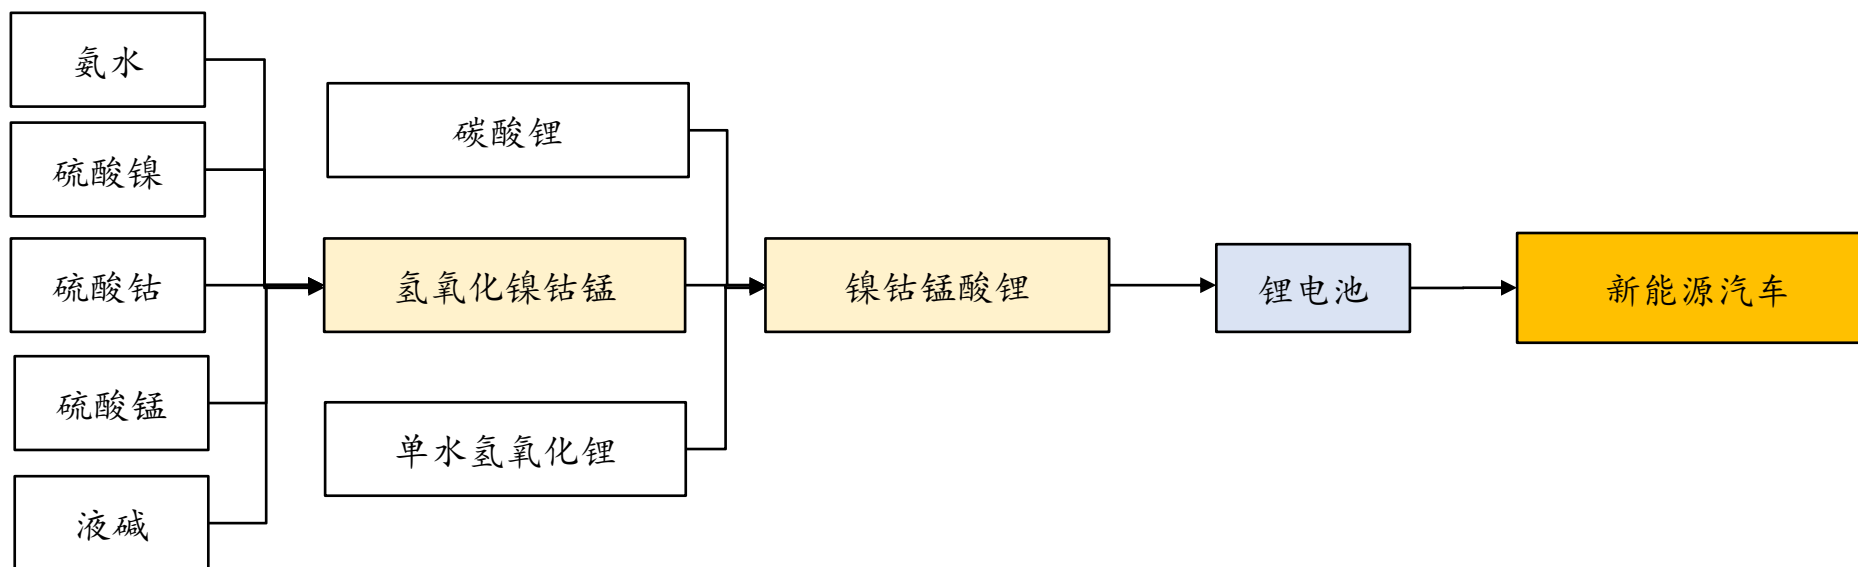 氨水
硫酸镍
硫酸钴
硫酸锰
液碱
碳酸锂
氢氧化镍钴锰
单水氢氧化锂
镍钴锰酸锂
锂电池
新能源汽车